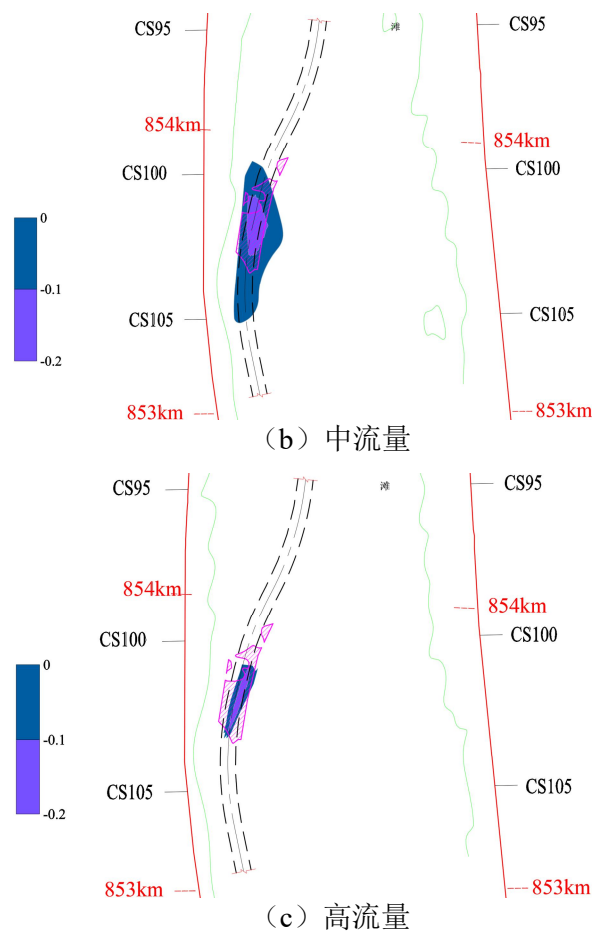 CS95
滩
CS95
854km
854km
CS100
CS100
0
-0.1
-0.2
CS105
CS105
853km
853km
（b）中流量
CS95
滩
CS95
854km
854km
CS100
CS100
0
-0.1
-0.2
CS105
CS105
853km
853km
（c）高流量